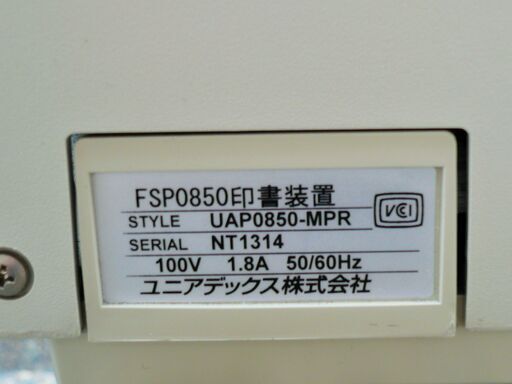 FSP0850印書装置
STYLE UAP0850-MPR
VCI
SERIAL NT1314
100V 1.8A 50/60Hz
ユニアデックス株式会社